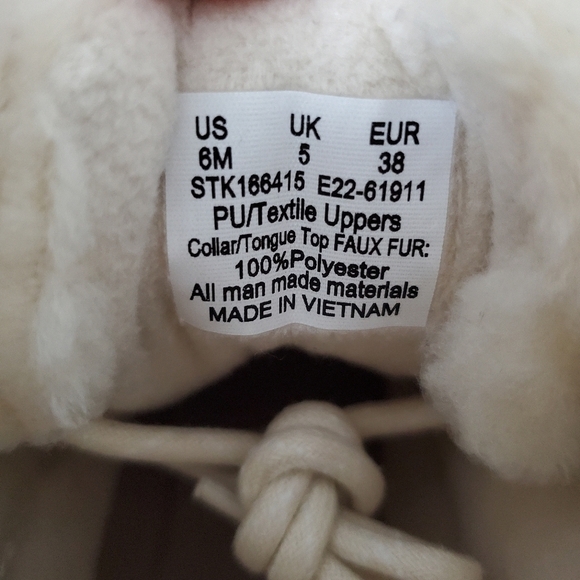 US UK EUR
6M 5 38
STK166415 E22-61911
PU/Textile Uppers
Collar/Tongue Top FAUX FUR:
100%Polyester
All man made materials
MADE IN VIETNAM